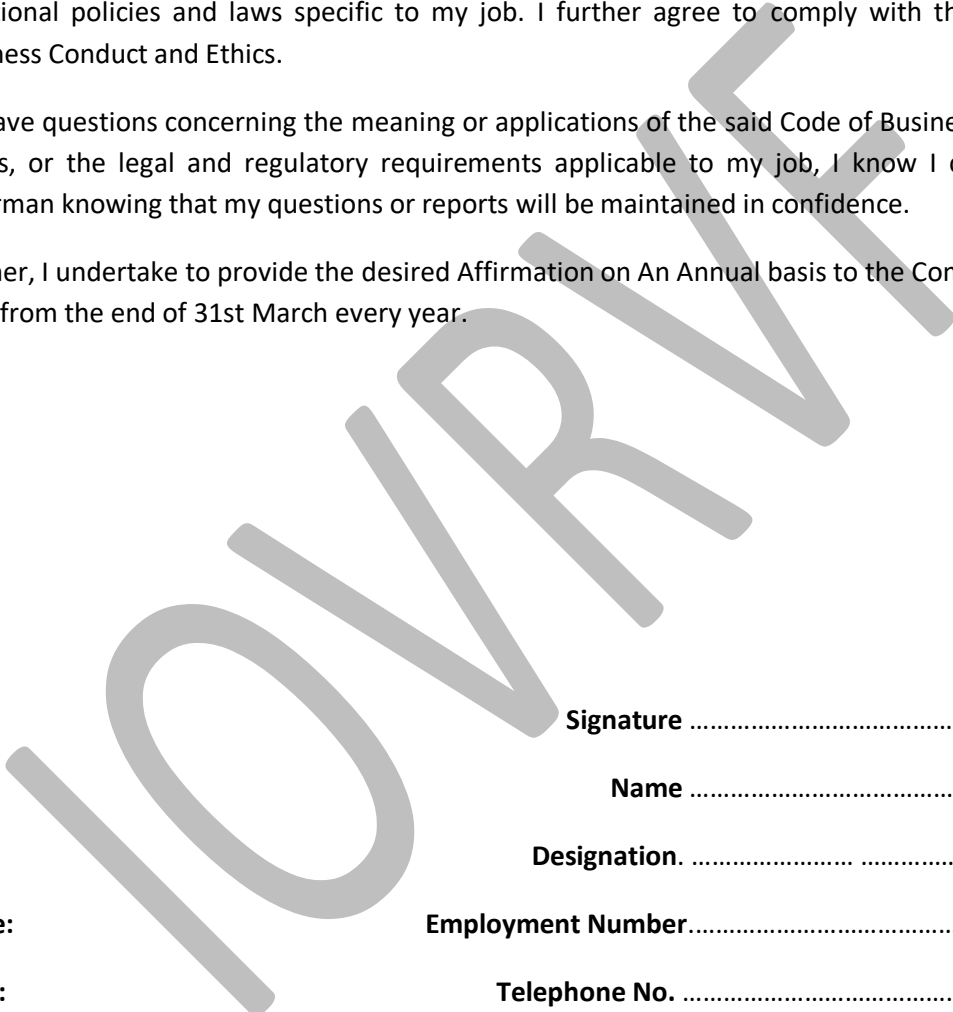 tional policies and laws specific to my job. I further agree to comply with th
ness Conduct and Ethics.
ave questions concerning the meaning or applications of the said Code of Busine
s, or the legal and regulatory requirements applicable to my job, I know I c
rman knowing that my questions or reports will be maintained in confidence.
ner, I undertake to provide the desired Affirmation on An Annual basis to the Con
from the end of 31st March every year.
IOVRVF
Signature ........................................
Name ........................................
Designation. ........................ ..............
e: Employment Number........................................
: Telephone No. ........................................